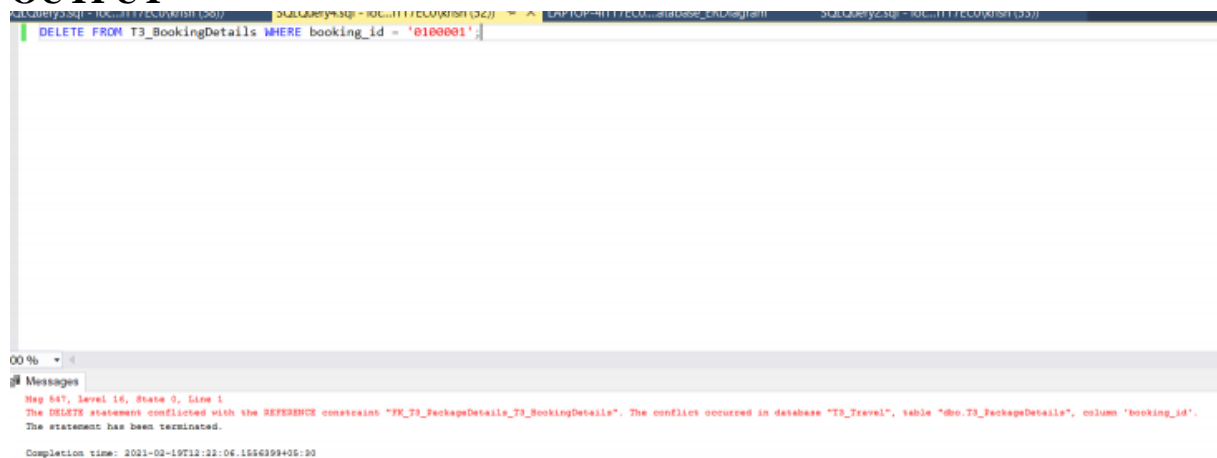 OUTPUT
DELETE FROM T3_BookingDetails WHERE booking_id = '0100001';
00 %
Messages
Msg 547, Level 16, State 0, Line 1
The DELETE statement conflicted with the REFERENCE constraint "FK_T3_PackageDetails_T3_BookingDetails". The conflict occurred in database "T3_Travel", table "dbo.T3_PackageDetails", column 'booking_id'.
The statement has been terminated.
Completion time: 2021-02-19T12:22:06.1556399+05:30